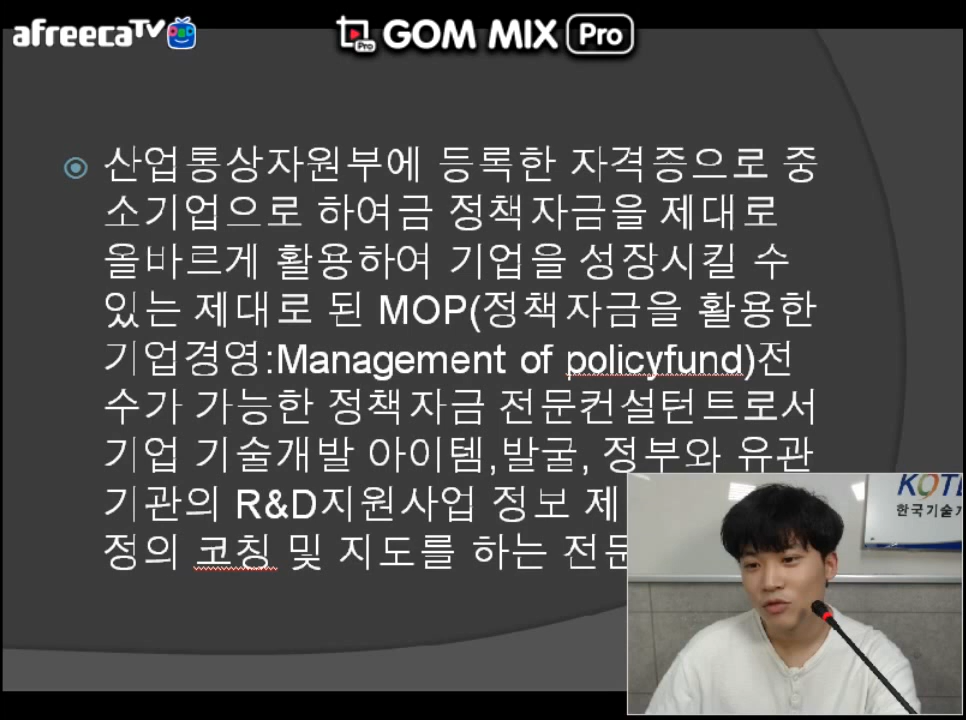 afreecaTV
GOM MIX Pro
Pro
산업통상자원부에 등록한 자격증으로 중
소기업으로 하여금 정책자금을 제대로
올바르게 활용하여 기업을 성장시킬 수
있는 제대로 된 MOP(정책자금을 활용한
기업경영:Management of policyfund)전
수가 가능한 정책자금 전문컨설턴트로서
기업 기술개발 아이템,발굴, 정부와 유관
기관의 R&D지원사업 정보 제
정의 코칭 및 지도를 하는 전문
한국기술